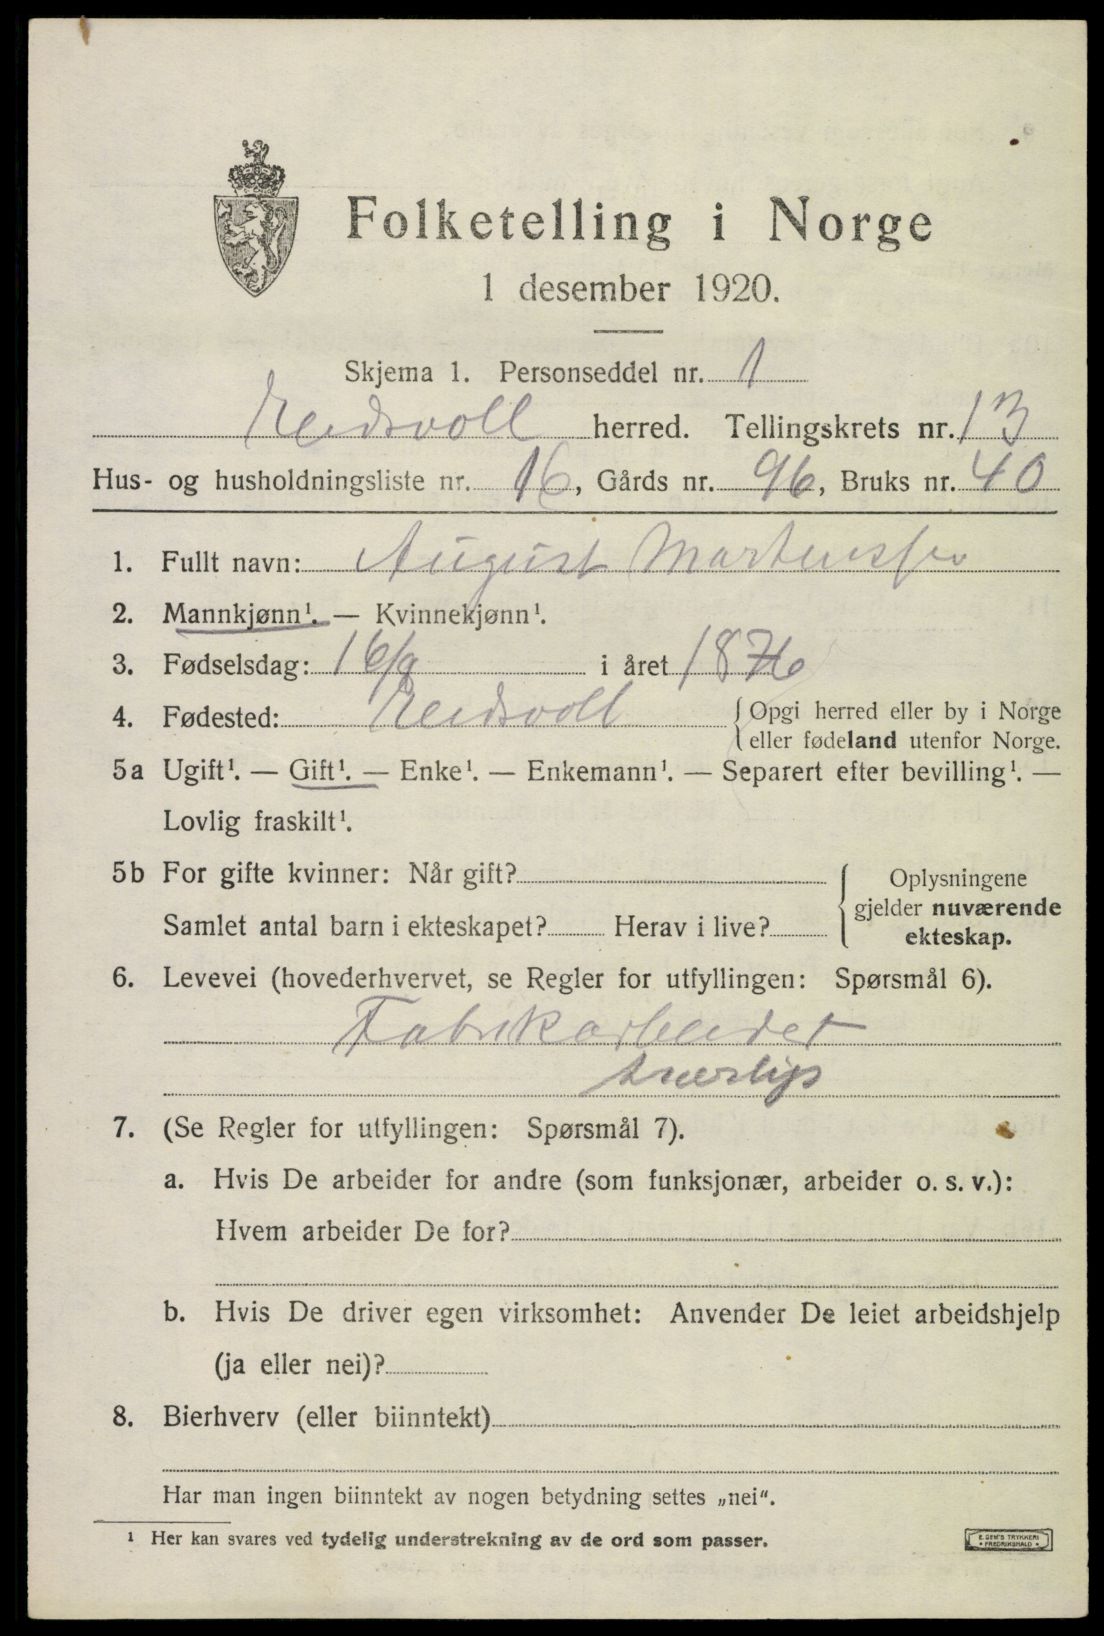 Folketelling i Norge
1 desember 1920.
Skjema 1. Personseddel nr. 1
Eidsvoll herred. Tellingskrets nr. 13
Hus- og husholdningsliste nr. 16, Gårds nr. 96, Bruks nr. 40
1. Fullt navn: August
2. Mannkjønn¹. — Kvinnekjønn¹.
3. Fødselsdag: 16/9 i året 1876
4. Fødested: Eidsvoll {Opgi herred eller by i Norge
eller fødeland utenfor Norge.
5a Ugift¹. — Gift¹. — Enke¹. — Enkemann¹. — Separert efter bevilling¹. —
Lovlig fraskilt¹.
5b For gifte kvinner: Når gift? { Oplysningene
gjelder nuværende
Samlet antal barn i ekteskapet? Herav i live?
ekteskap.
6. Levevei (hovederhvervet, se Regler for utfyllingen: Spørsmål 6).
Fabrikarbeider
7. (Se Regler for utfyllingen: Spørsmål 7).
a. Hvis De arbeider for andre (som funksjonær, arbeider o. s. v.):
Hvem arbeider De for?
b. Hvis De driver egen virksomhet: Anvender De leiet arbeidshjelp
(ja eller nei)?
8. Bierhverv (eller biinntekt)
Har man ingen biinntekt av nogen betydning settes „nei“.
¹ Her kan svares ved tydelig understrekning av de ord som passer.
E. SEM'S TRYKKERI
• FREDRIKSHALD •